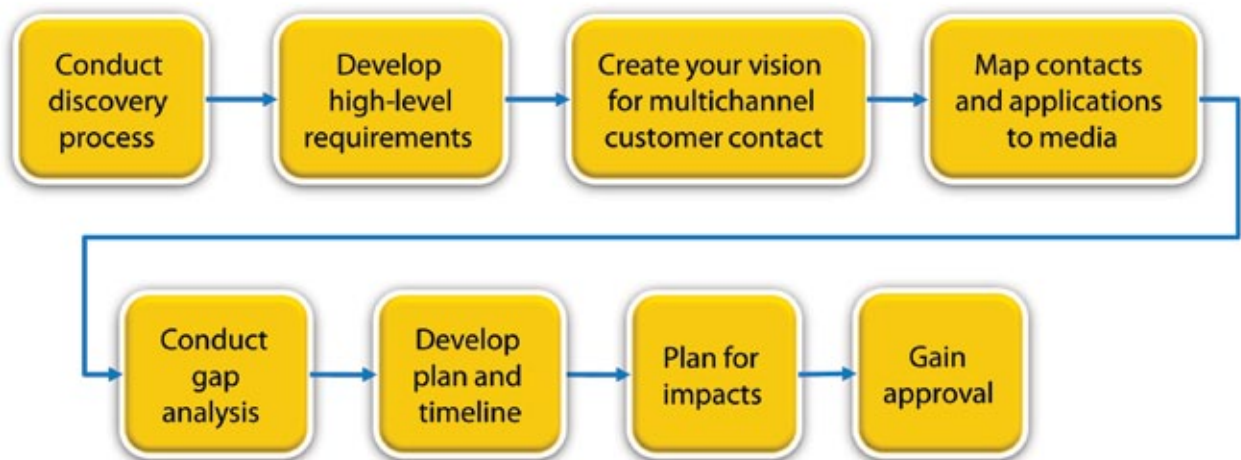 Conduct
discovery
process
Develop
high-level
requirements
Create your vision
for multichannel
customer contact
Map contacts
and applications
to media
Conduct
gap
analysis
Develop
plan and
timeline
Plan for
impacts
Gain
approval